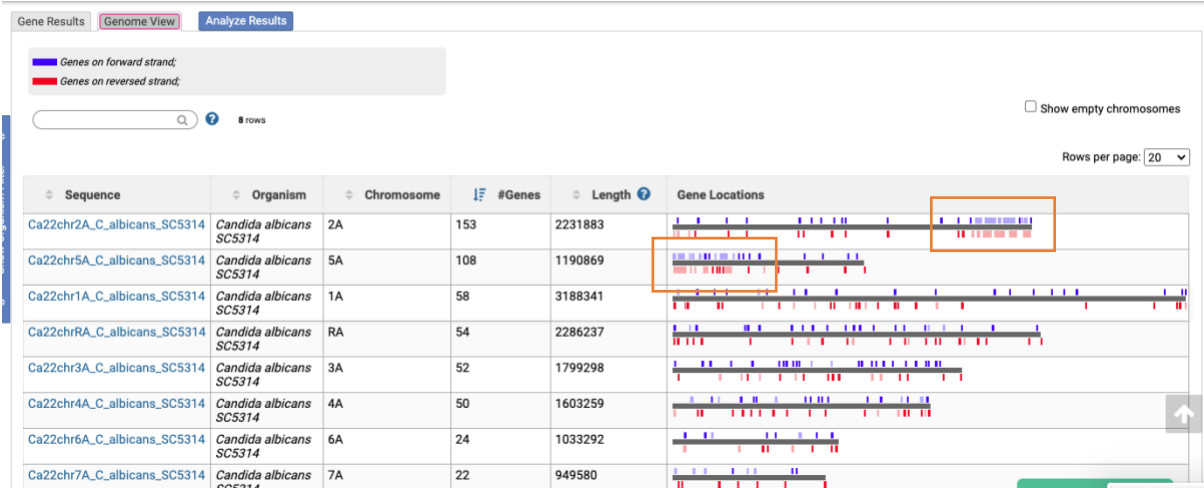 Gene Results Genome View Analyze Results
Genes on forward strand;
Genes on reversed strand;
8 rows
Show empty chromosomes
Rows per page: 20
Sequence Organism Chromosome #Genes Length Gene Locations
Ca22chr2A_C_albicans_SC5314 Candida albicans SC5314 2A 153 2231883
Ca22chr5A_C_albicans_SC5314 Candida albicans SC5314 5A 108 1190869
Ca22chr1A_C_albicans_SC5314 Candida albicans SC5314 1A 58 3188341
Ca22chrRA_C_albicans_SC5314 Candida albicans SC5314 RA 54 2286237
Ca22chr3A_C_albicans_SC5314 Candida albicans SC5314 3A 52 1799298
Ca22chr4A_C_albicans_SC5314 Candida albicans SC5314 4A 50 1603259
Ca22chr6A_C_albicans_SC5314 Candida albicans SC5314 6A 24 1033292
Ca22chr7A_C_albicans_SC5314 Candida albicans SC5314 7A 22 949580